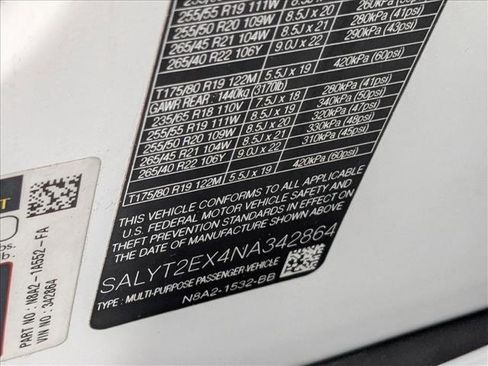 255/55 R19 111W 8.5J x 19 260kPa (38psi)
255/50 R20 109W 8.5J x 20 280kPa (41psi)
265/45 R21 104W 8.5J x 21 290kPa (43psi)
265/40 R22 106Y 9.0J x 22
T175/80 R19 122M 5.5J x 19 420kPa (60psi)
GAWR REAR : 1440kg (3170lb)
235/65 R18 110V 7.5J x 18 280kPa (41psi)
255/55 R19 111W 8.5J x 19 340kPa (50psi)
255/50 R20 109W 8.5J x 20 320kPa (47psi)
265/45 R21 104W 8.5J x 21 330kPa (48psi)
265/40 R22 106Y 9.0J x 22 310kPa (45psi)
T175/80 R19 122M 5.5J x 19 420kPa (60psi)
THIS VEHICLE CONFORMS TO ALL APPLICABLE
U.S. FEDERAL MOTOR VEHICLE SAFETY AND
THEFT PREVENTION STANDARDS IN EFFECT
ON THE DATE OF MANUFACTURE SHOWN ABOVE.
SALYT2EX4NA342864
TYPE : MULTI-PURPOSE PASSENGER VEHICLE
N8A2-1532-BB
lbs.
PART NO : N8A2-1A552-FA
VIN NO : 342864